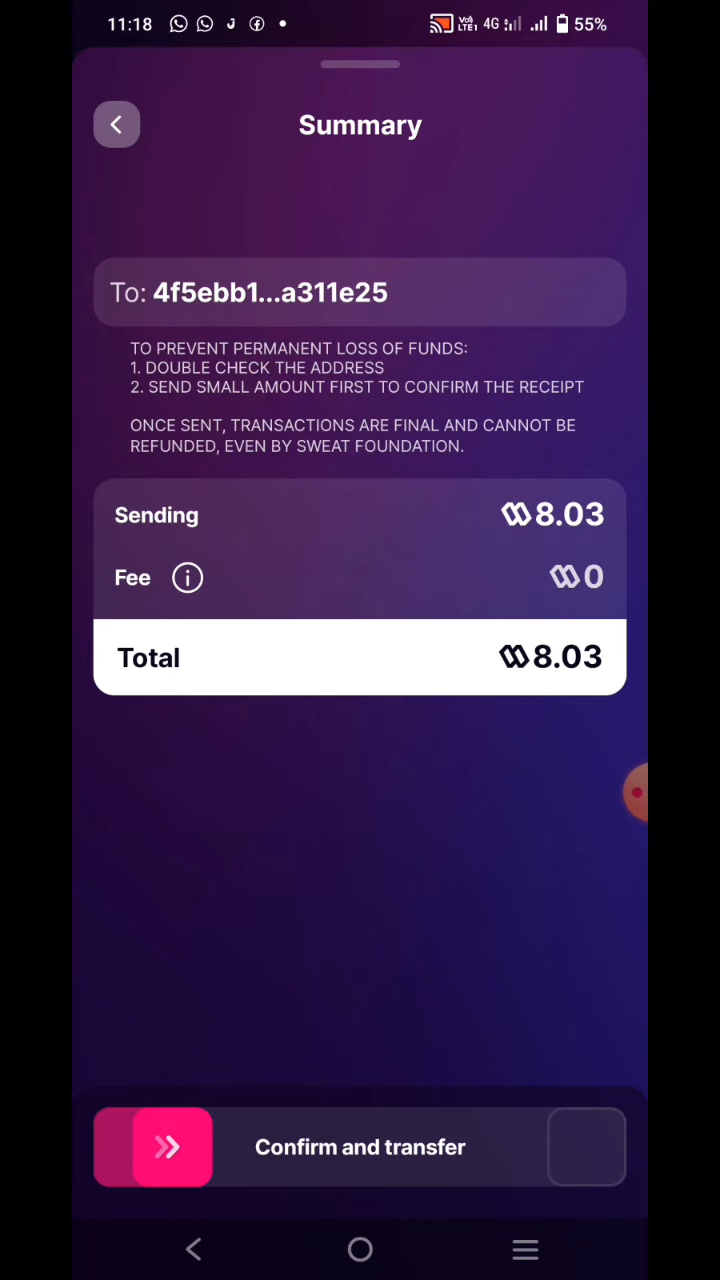 11:18 4G 55%
Summary
To: 4f5ebb1...a311e25
TO PREVENT PERMANENT LOSS OF FUNDS:
1. DOUBLE CHECK THE ADDRESS
2. SEND SMALL AMOUNT FIRST TO CONFIRM THE RECEIPT
ONCE SENT, TRANSACTIONS ARE FINAL AND CANNOT BE
REFUNDED, EVEN BY SWEAT FOUNDATION.
Sending 8.03
Fee 0
Total 8.03
Confirm and transfer